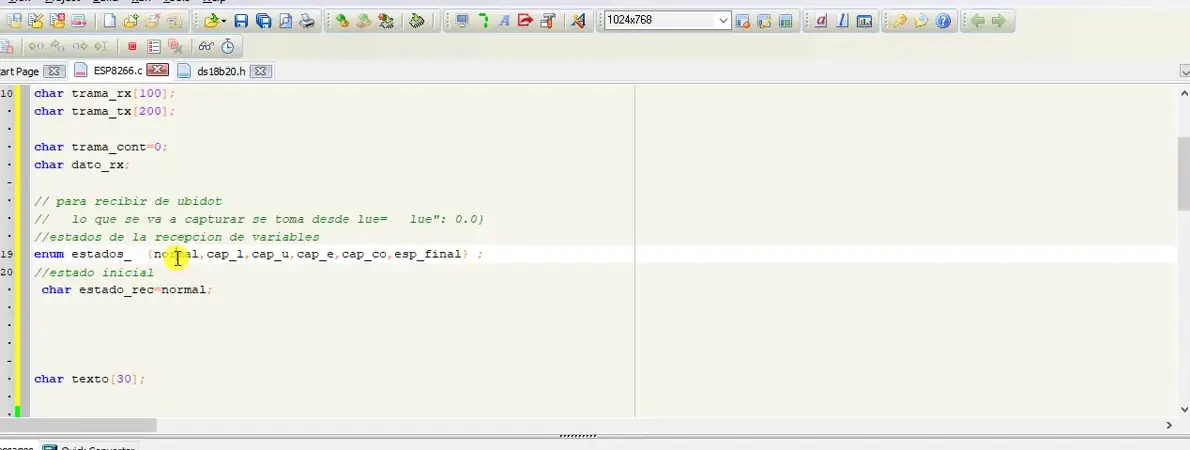 1024x768
art Page
ESP8266.c
ds18b20.h
10 char trama_rx[100];
char trama_tx[200];
char trama_cont=0;
char dato_rx;
// para recibir de ubidot
// lo que se va a capturar se toma desde lue= lue": 0.0}
//estados de la recepcion de variables
19 enum estados_ {normal,cap_l,cap_u,cap_e,cap_co,esp_final} ;
20 //estado inicial
char estado_rec=normal;
char texto[30];